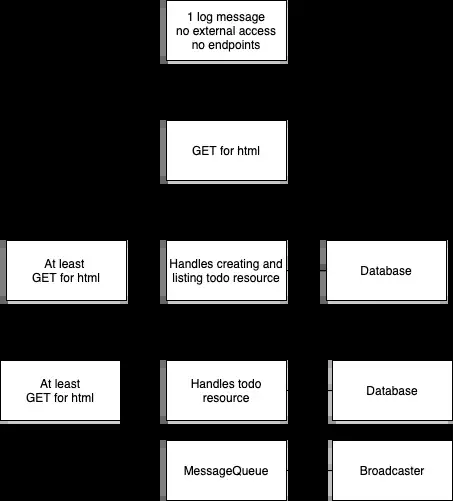 1 log message
no external access
no endpoints
GET for html
At least
GET for html
Handles creating and
listing todo resource
Database
At least
GET for html
Handles todo
resource
Database
MessageQueue
Broadcaster